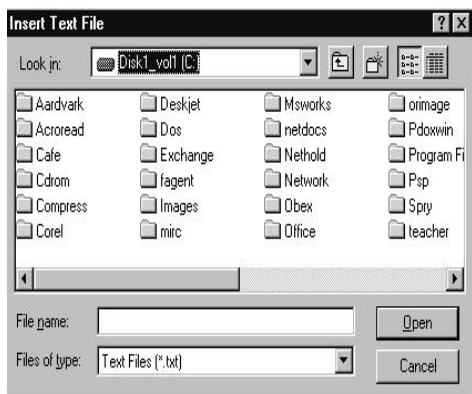 Insert Text File
Look in: Disk1_vol1 (C:
Aardvark Deskjet Msworks orimage
Acroread Dos netdocs Pdoxwin
Cafe Exchange Nethold Program Fi
Cdrom fagent Network Psp
Compress Images Obex Spry
Corel mirc Office teacher
File name: Open
Files of type: Text Files (*.txt) Cancel